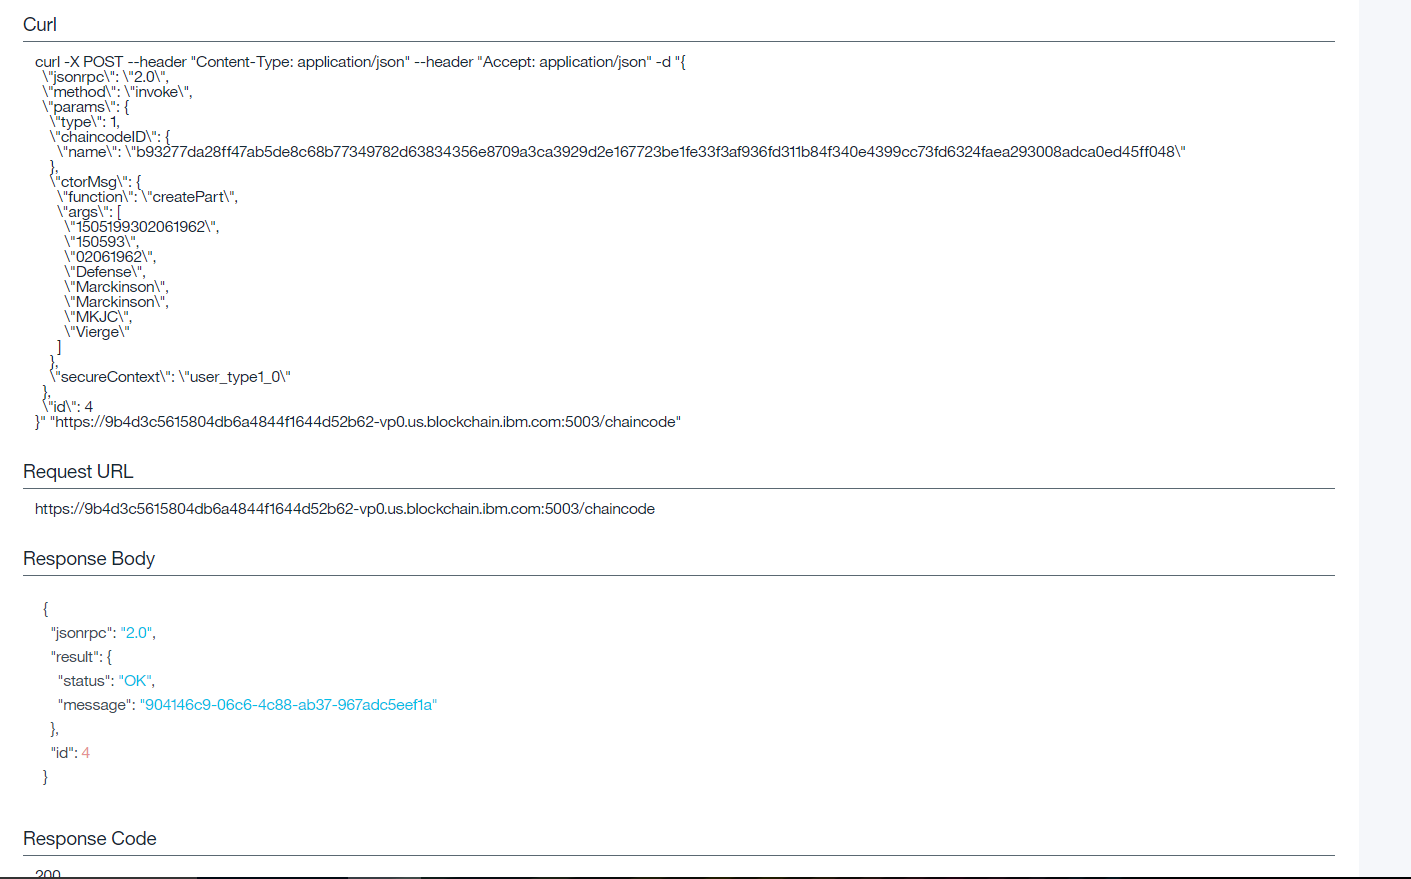 Curl
curl -X POST --header "Content-Type: application/json" --header "Accept: application/json" -d "{
\"jsonrpc\": \"2.0\",
\"method\": \"invoke\",
\"params\": {
\"type\": 1,
\"chaincodeID\": {
\"name\": \"b93277da28ff47ab5de8c68b77349782d63834356e8709a3ca3929d2e167723be1fe33f3af936fd311b84f340e4399cc73fd6324faea293008adca0ed45ff048\"
},
\"ctorMsg\": {
\"function\": \"createPart\",
\"args\": [
\"1505199302061962\",
\"150593\",
\"02061962\",
\"Defense\",
\"Marckinson\",
\"Marckinson\",
\"MKJC\",
\"Vierge\"
]
},
\"secureContext\": \"user_type1_0\"
},
\"id\": 4
}" "https://9b4d3c5615804db6a4844f1644d52b62-vp0.us.blockchain.ibm.com:5003/chaincode"
Request URL
https://9b4d3c5615804db6a4844f1644d52b62-vp0.us.blockchain.ibm.com:5003/chaincode
Response Body
{
"jsonrpc": "2.0",
"result": {
"status": "OK",
"message": "904146c9-06c6-4c88-ab37-967adc5eef1a"
},
"id": 4
}
Response Code
200